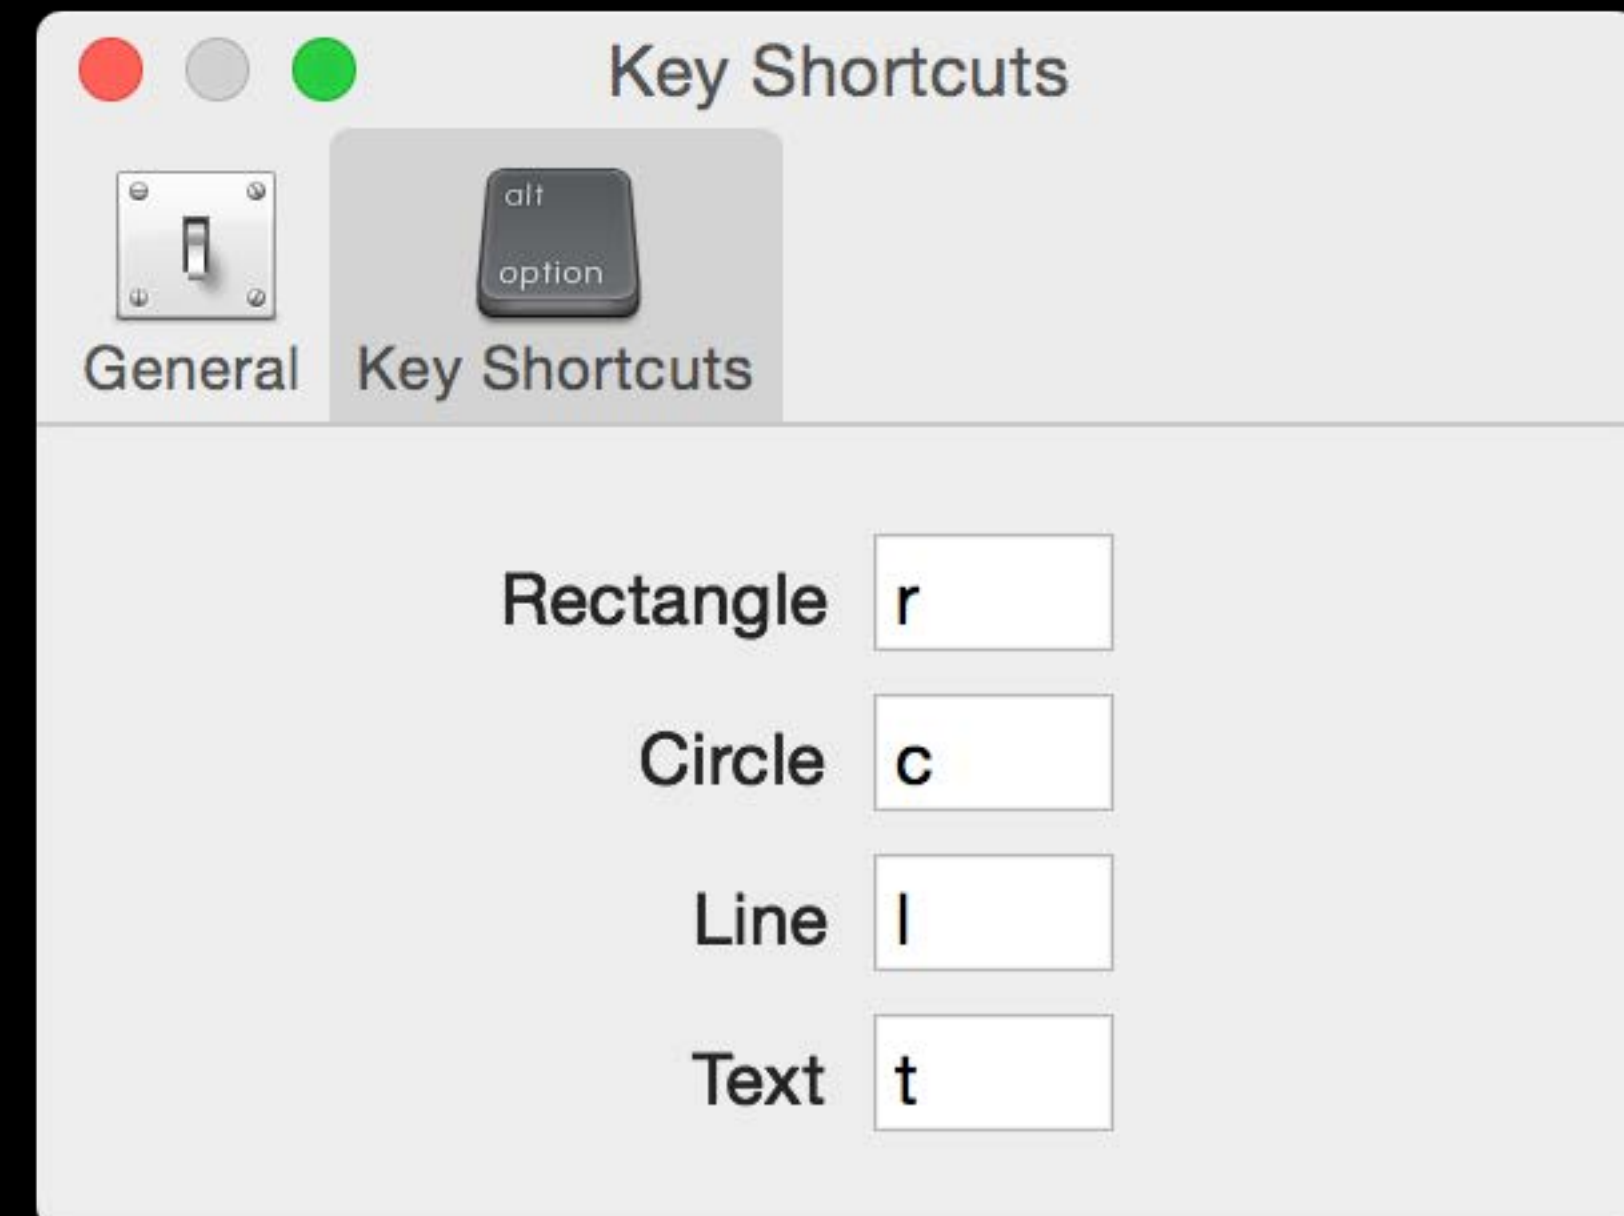 Key Shortcuts
alt
option
General Key Shortcuts
Rectangle r
Circle c
Line l
Text t